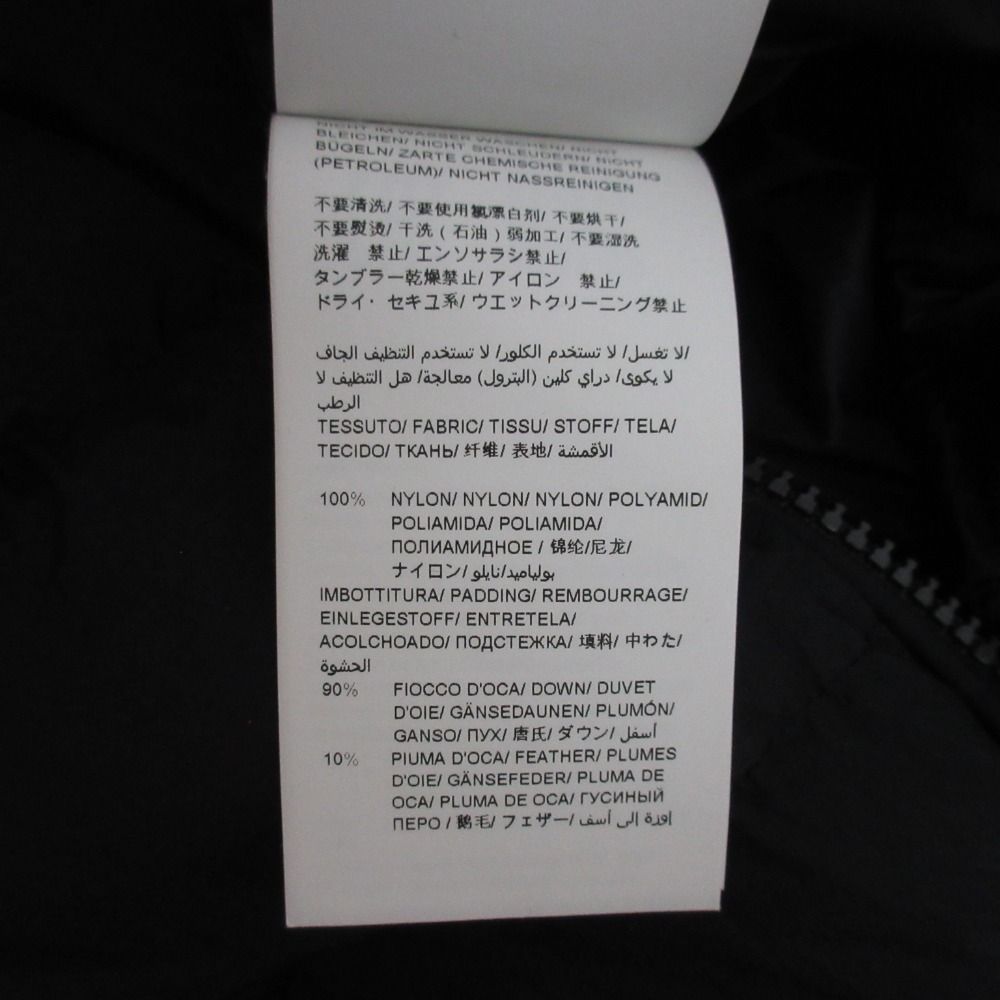 NICHT IM WASSER WASCHEN/ NICHT
BLEICHEN/ NICHT SCHLEUDERN/ NICHT
BÜGELN/ ZARTE CHEMISCHE REINIGUNG
(PETROLEUM)/ NICHT NASSREINIGEN
不要清洗/ 不要使用氯漂白剂/ 不要烘干/
不要熨烫/ 干洗 ( 石油 ) 弱加工/ 不要湿洗
洗濯 禁止/ エンソサラシ禁止/
タンブラー乾燥禁止/ アイロン 禁止/
ドライ・ セキユ系/ ウエットクリーニング禁止
لا تغسل/ لا تستخدم الكلور/ لا تستخدم التنظيف الجاف/
لا يكوى/ دراي كلين (البترول) معالجة/ هل التنظيف لا
الرطب
TESSUTO/ FABRIC/ TISSU/ STOFF/ TELA/
TECIDO/ ТКАНЬ/ 纤维/ 表地/ الأقمشة
100% NYLON/ NYLON/ NYLON/ POLYAMID/
POLIAMIDA/ POLIAMIDA/
ПОЛИАМИДНОЕ / 锦纶/尼龙/
ナイロン/ بولياميد/نايلو
IMBOTTITURA/ PADDING/ REMBOURRAGE/
EINLEGESTOFF/ ENTRETELA/
ACOLCHOADO/ ПОДСТЕЖКА/ 填料/ 中わた/
الحشوة
90% FIOCCO D'OCA/ DOWN/ DUVET
D'OIE/ GÄNSEDAUNEN/ PLUMÓN/
GANSO/ ПУХ/ 唐氏/ ダウン/ أسفل
10% PIUMA D'OCA/ FEATHER/ PLUMES
D'OIE/ GÄNSEFEDER/ PLUMA DE
OCA/ PLUMA DE OCA/ ГУСИНЫЙ
ПЕРО / 鹅毛/ フェザー/ إوزة إلى أسف